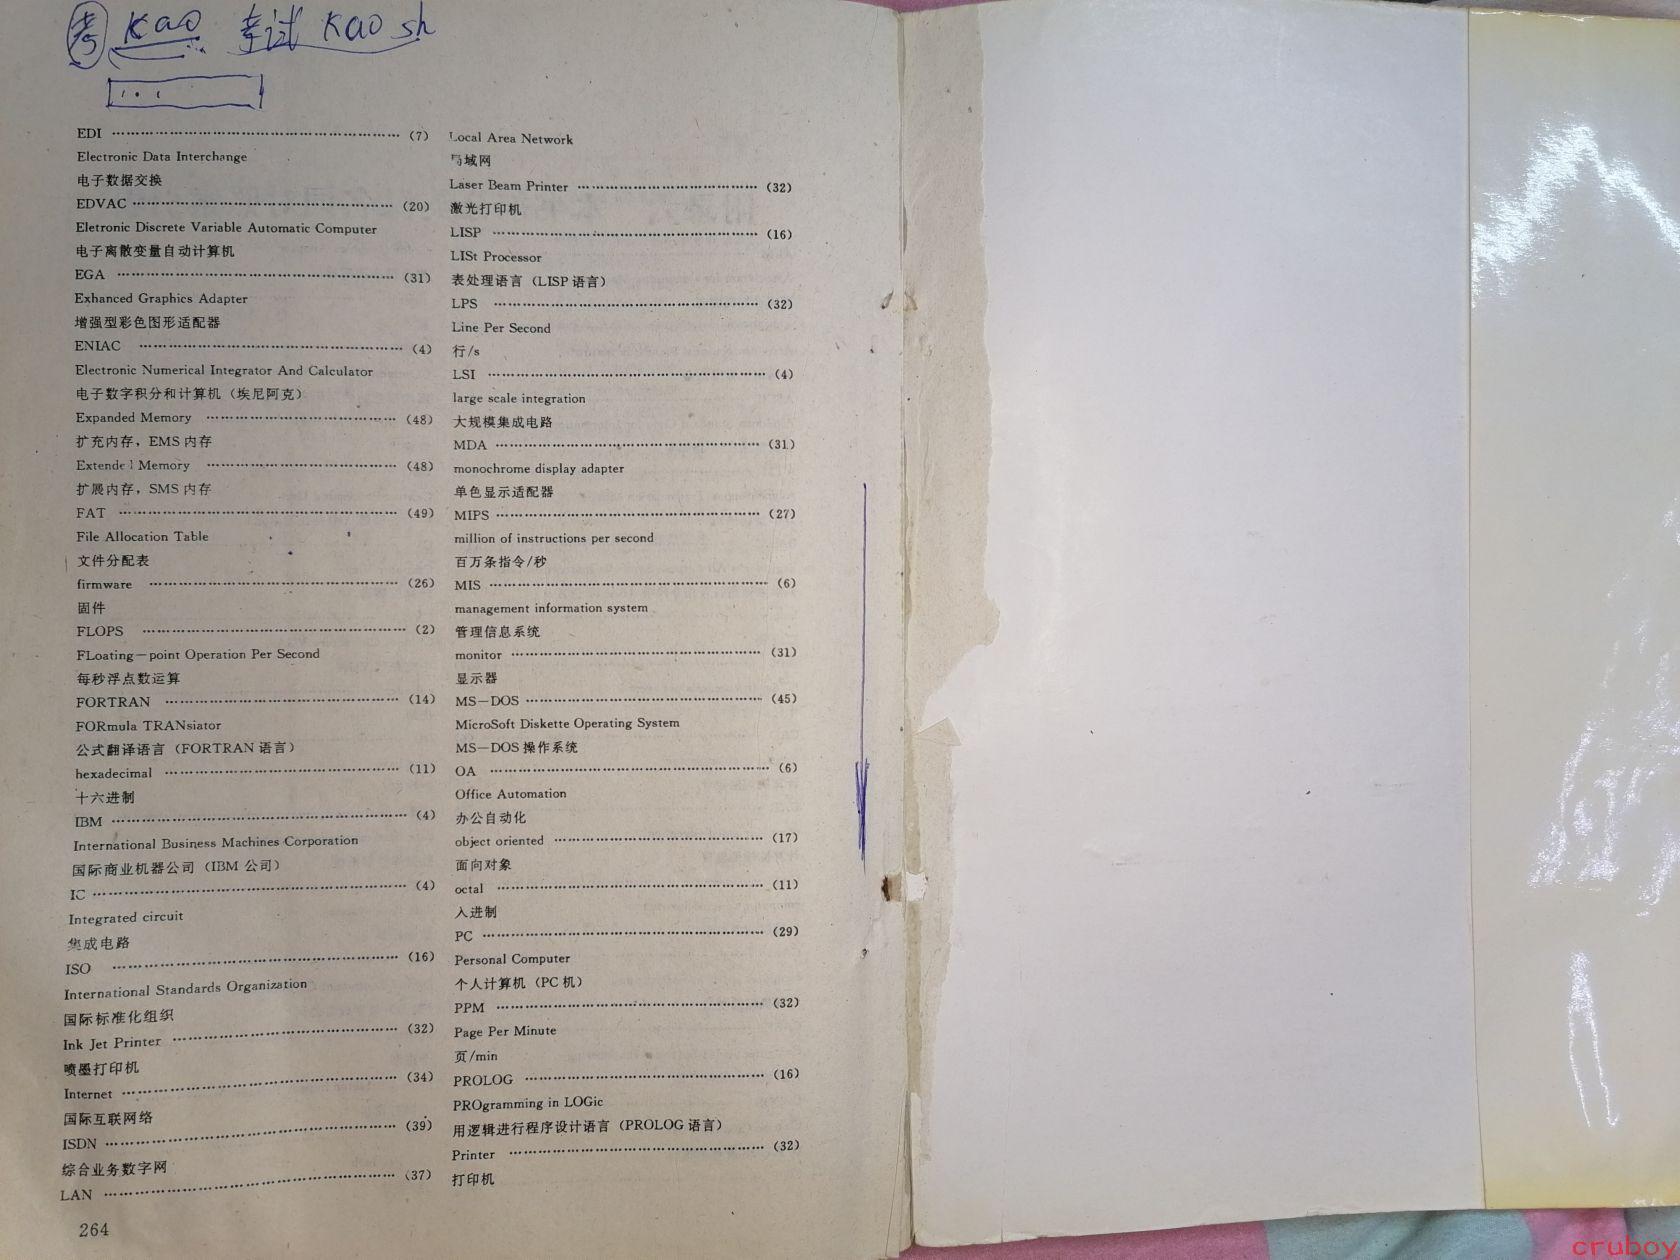 考 kao 考试 kao sh
EDI ……………………………………… (7)
Electronic Data Interchange
电子数据交换
EDVAC ……………………………………… (20)
Eletronic Discrete Variable Automatic Computer
电子离散变量自动计算机
EGA ……………………………………… (31)
Exhanced Graphics Adapter
增强型彩色图形适配器
ENIAC ……………………………………… (4)
Electronic Numerical Integrator And Calculator
电子数字积分和计算机（埃尼阿克）
Expanded Memory ……………………………………… (48)
扩充内存，EMS 内存
Extended Memory ……………………………………… (48)
扩展内存，SMS 内存
FAT ……………………………………… (49)
File Allocation Table
文件分配表
firmware ……………………………………… (26)
固件
FLOPS ……………………………………… (2)
FLoating－point Operation Per Second
每秒浮点数运算
FORTRAN ……………………………………… (14)
FORmula TRANsiator
公式翻译语言（FORTRAN 语言）
hexadecimal ……………………………………… (11)
十六进制
IBM ……………………………………… (4)
International Business Machines Corporation
国际商业机器公司（IBM 公司）
IC ……………………………………… (4)
Integrated circuit
集成电路
ISO ……………………………………… (16)
International Standards Organization
国际标准化组织
Ink Jet Printer ……………………………………… (32)
喷墨打印机
Internet ……………………………………… (34)
国际互联网络
ISDN ……………………………………… (39)
综合业务数字网
LAN ……………………………………… (37)
264
Local Area Network
局域网
Laser Beam Printer ……………………………………… (32)
激光打印机
LISP ……………………………………… (16)
LISt Processor
表处理语言（LISP 语言）
LPS ……………………………………… (32)
Line Per Second
行/s
LSI ……………………………………… (4)
large scale integration
大规模集成电路
MDA ……………………………………… (31)
monochrome display adapter
单色显示适配器
MIPS ……………………………………… (27)
million of instructions per second
百万条指令/秒
MIS ……………………………………… (6)
management information system
管理信息系统
monitor ……………………………………… (31)
显示器
MS－DOS ……………………………………… (45)
MicroSoft Diskette Operating System
MS－DOS 操作系统
OA ……………………………………… (6)
Office Automation
办公自动化
object oriented ……………………………………… (17)
面向对象
octal ……………………………………… (11)
入进制
PC ……………………………………… (29)
Personal Computer
个人计算机（PC 机）
PPM ……………………………………… (32)
Page Per Minute
页/min
PROLOG ……………………………………… (16)
PROgramming in LOGic
用逻辑进行程序设计语言（PROLOG 语言）
Printer ……………………………………… (32)
打印机
cruboy